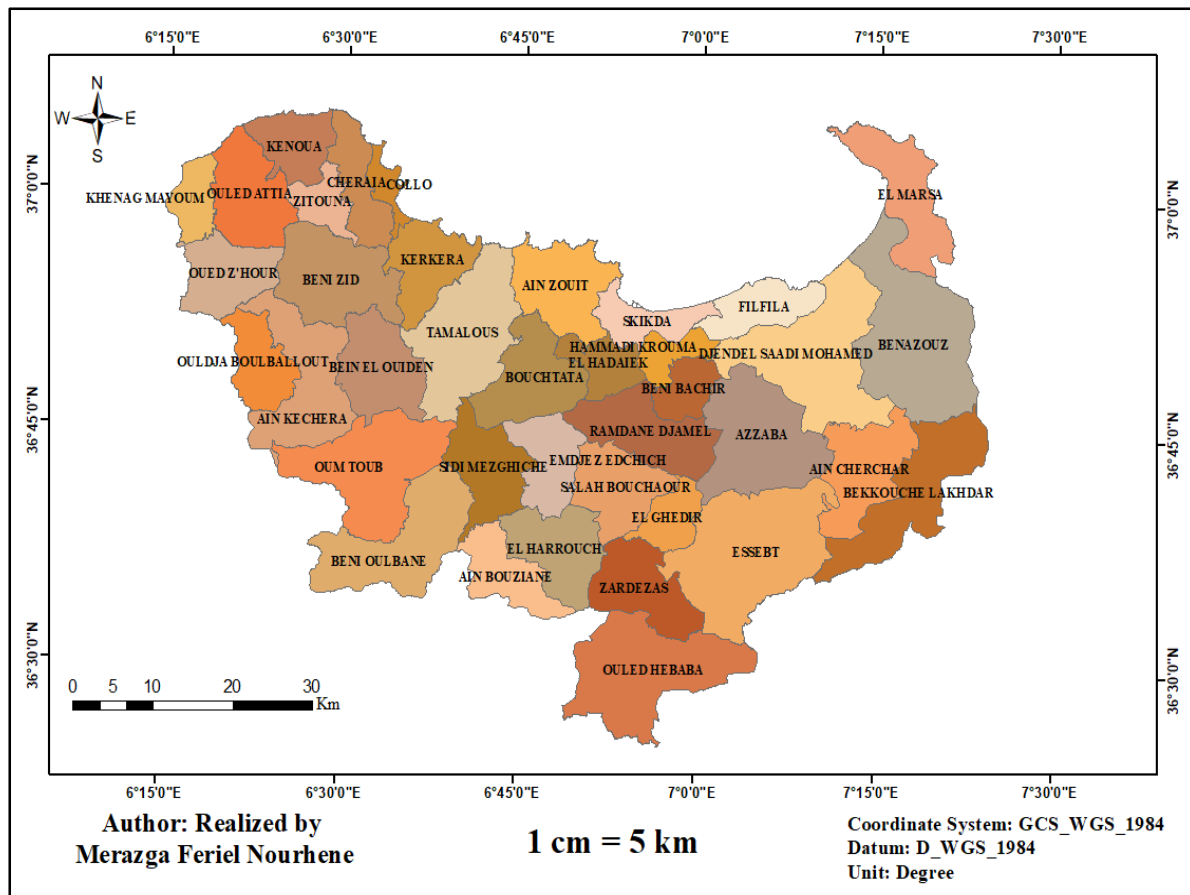 6°15'0"E 6°30'0"E 6°45'0"E 7°0'0"E 7°15'0"E 7°30'0"E
N
W E
S
37°0'0"N
37°0'0"N
36°45'0"N
36°45'0"N
36°30'0"N
36°30'0"N
KENOUA
CHERAIA
COLLO
KHENAG MAYOUM
OULED ATTIA
ZITOUNA
EL MARSA
OUED Z'HOUR
BENI ZID
KERKERA
AIN ZOUIT
FILFILA
SKIKDA
TAMALOUS
HAMMADI KROUMA
BENAZOUZ
OULDJA BOULBALLOUT
BEIN EL OUIDEN
BOUCHTATA
EL HADAIEK
DJENDEL SAADI MOHAMED
BENI BACHIR
AIN KECHERA
RAMDANE DJAMEL
AZZABA
OUM TOUB
SIDI MEZGHICHE
EMDJEZ EDCHICH
AIN CHERCHAR
SALAH BOUCHAOUR
BEKKOUCHE LAKHDAR
EL GHEDIR
BENI OULBANE
EL HARROUCH
ESSEBT
AIN BOUZIANE
ZARDEZAS
OULED HEBABA
0 5 10 20 30
Km
6°15'0"E 6°30'0"E 6°45'0"E 7°0'0"E 7°15'0"E 7°30'0"E
Author: Realized by
Merazga Feriel Nourhene
1 cm = 5 km
Coordinate System: GCS_WGS_1984
Datum: D_WGS_1984
Unit: Degree